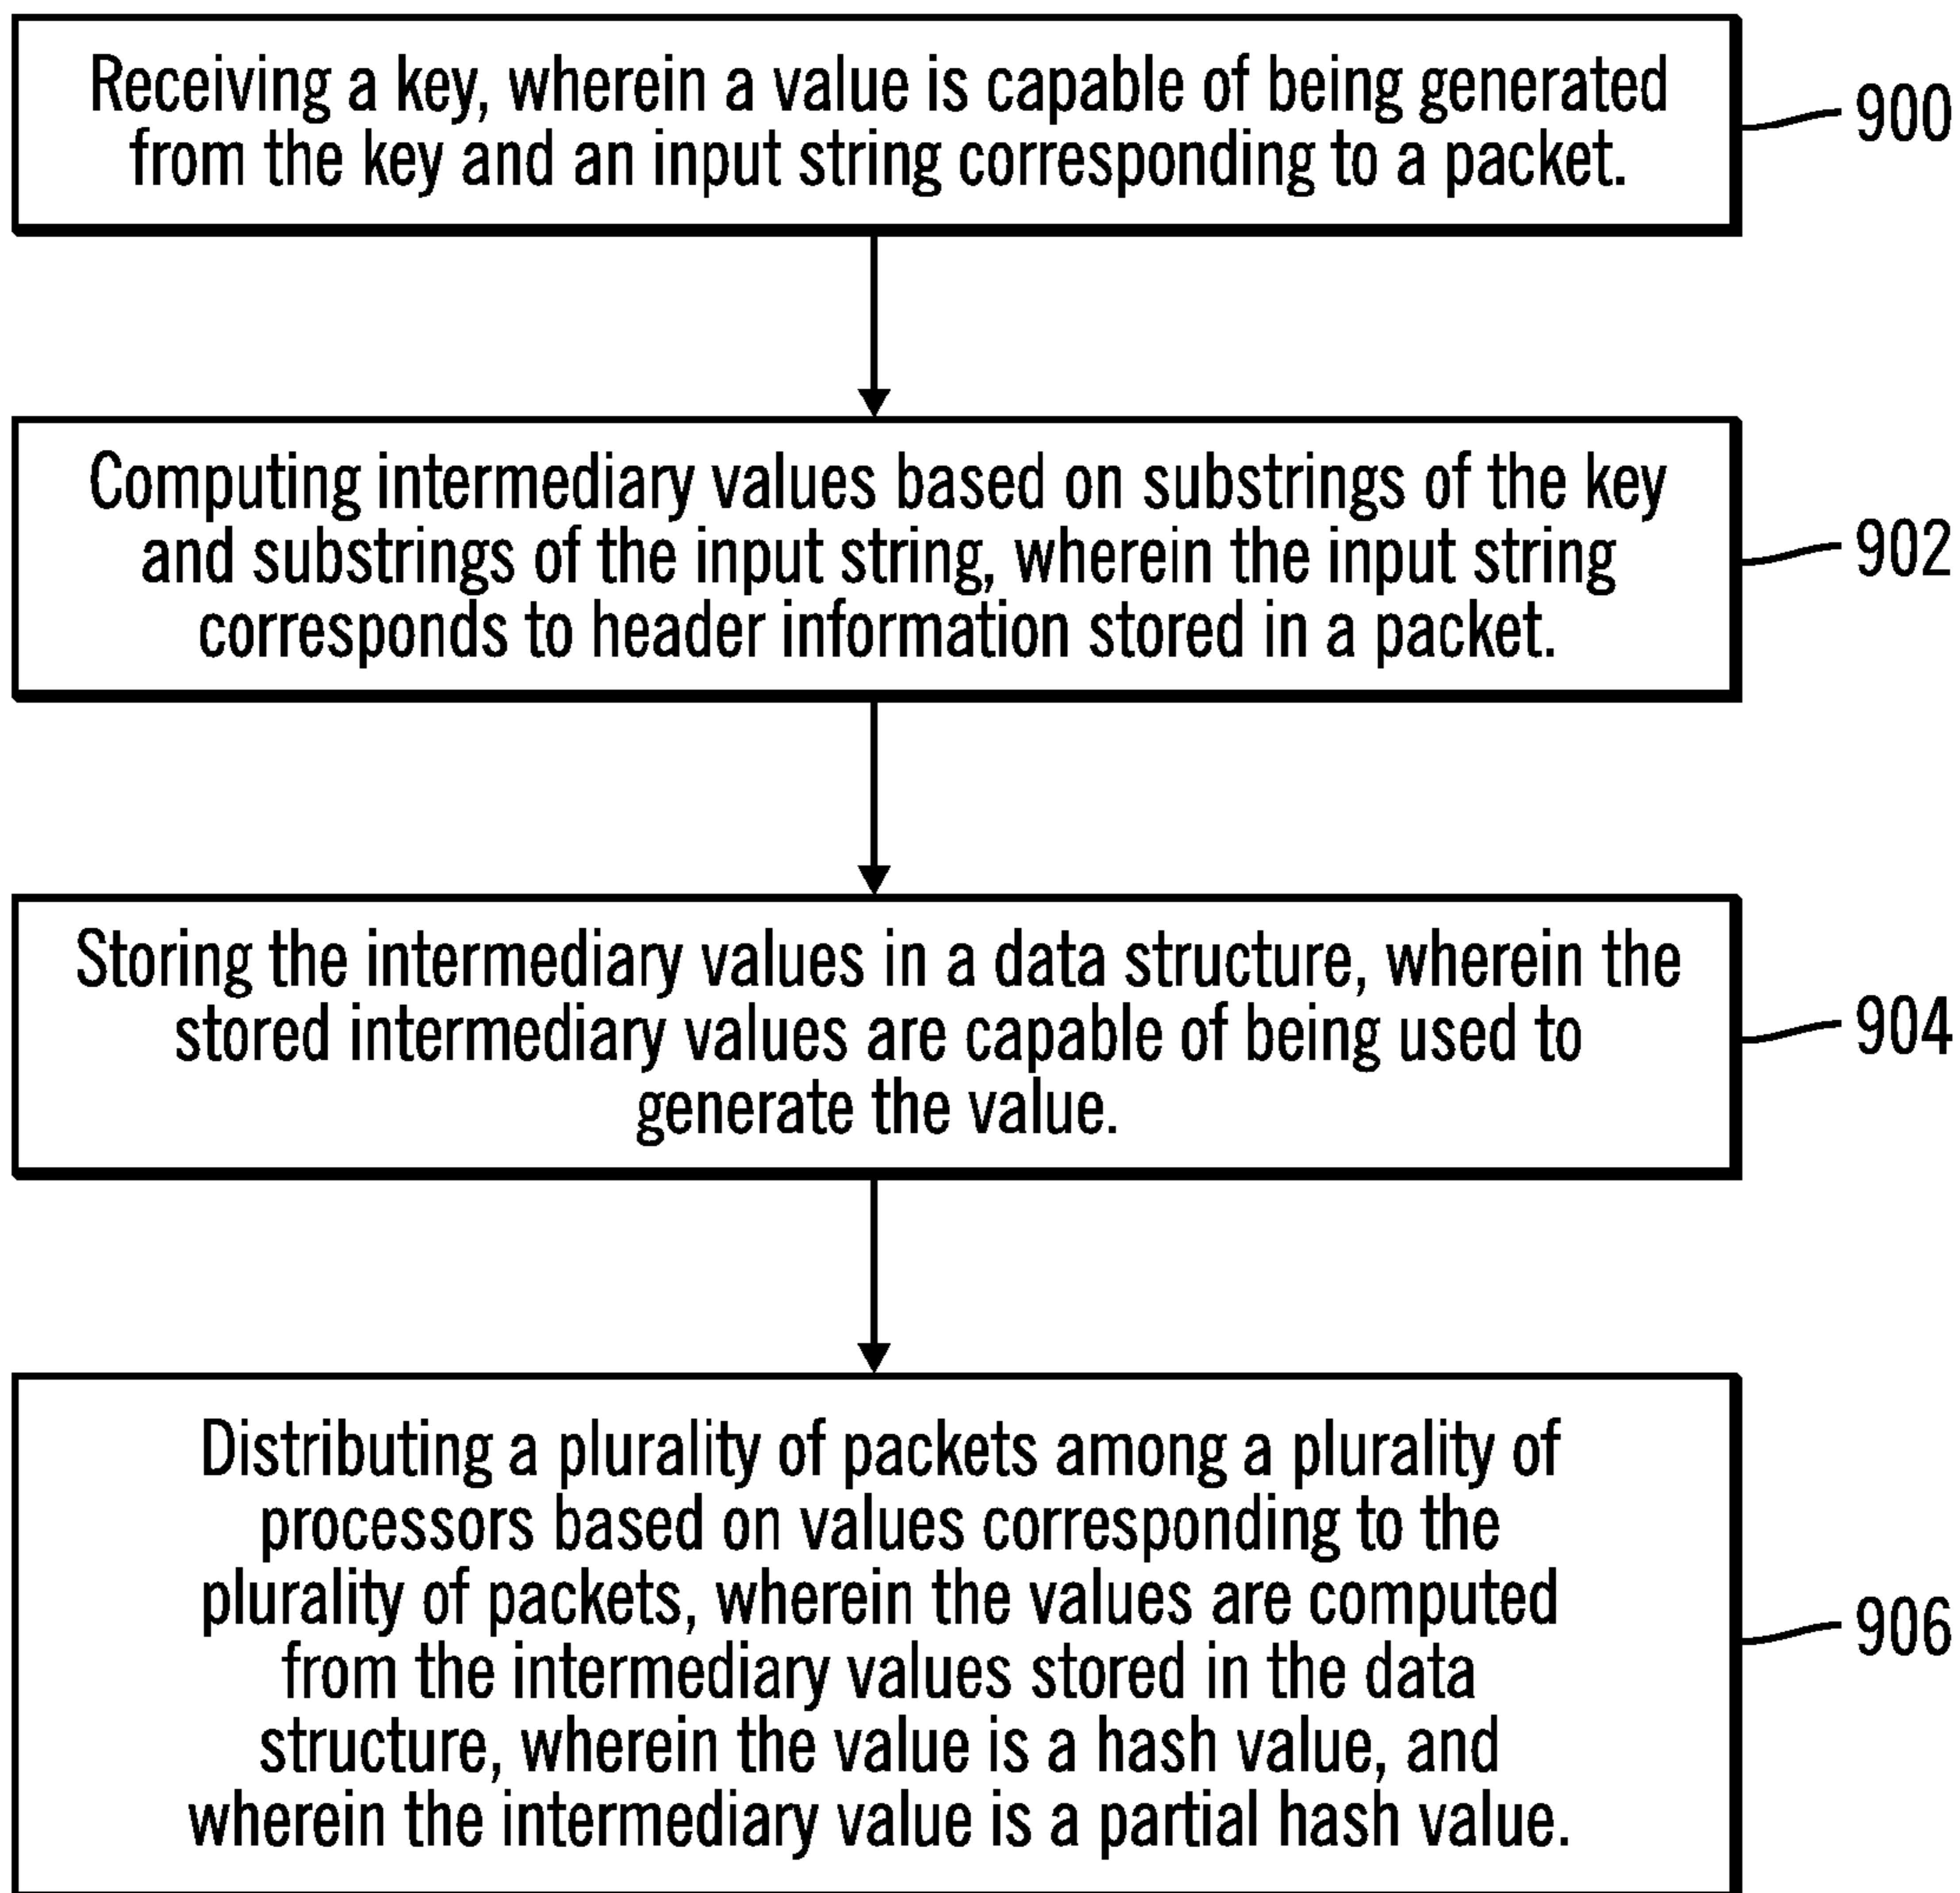 Receiving a key, wherein a value is capable of being generated
from the key and an input string corresponding to a packet.
900
Computing intermediary values based on substrings of the key
and substrings of the input string, wherein the input string
corresponds to header information stored in a packet.
902
Storing the intermediary values in a data structure, wherein the
stored intermediary values are capable of being used to
generate the value.
904
Distributing a plurality of packets among a plurality of
processors based on values corresponding to the
plurality of packets, wherein the values are computed
from the intermediary values stored in the data
structure, wherein the value is a hash value, and
wherein the intermediary value is a partial hash value.
906